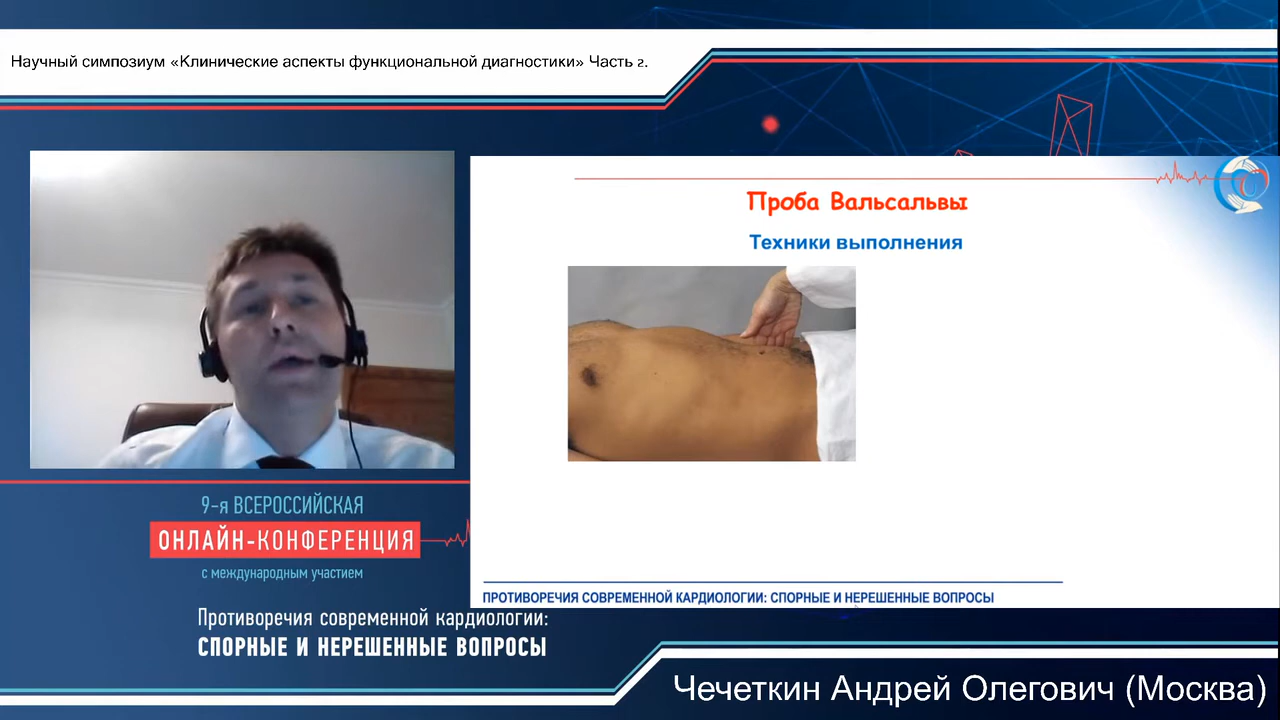 Научный симпозиум «Клинические аспекты функциональной диагностики» Часть 2.
Проба Вальсальвы
Техники выполнения
9-я ВСЕРОССИЙСКАЯ
ОНЛАЙН-КОНФЕРЕНЦИЯ
с международным участием
Противоречия современной кардиологии:
СПОРНЫЕ И НЕРЕШЕННЫЕ ВОПРОСЫ
ПРОТИВОРЕЧИЯ СОВРЕМЕННОЙ КАРДИОЛОГИИ: СПОРНЫЕ И НЕРЕШЕННЫЕ ВОПРОСЫ
Чечеткин Андрей Олегович (Москва)